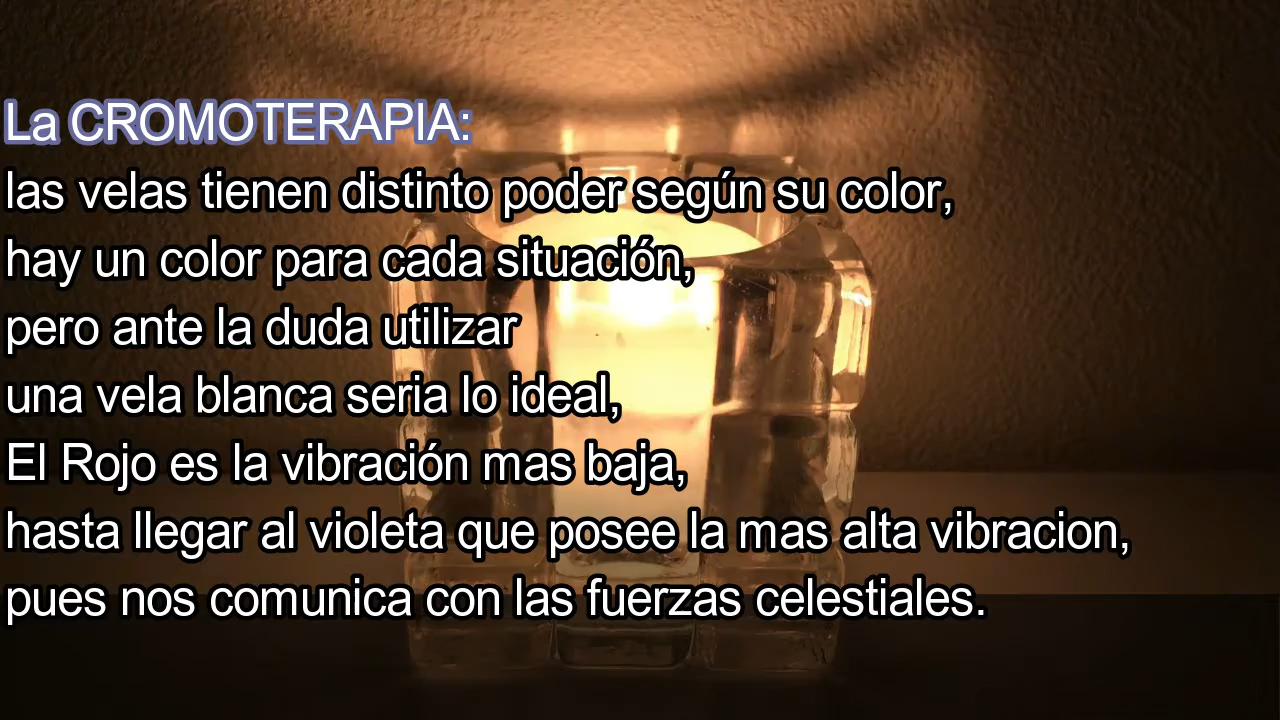 La CROMOTERAPIA:
las velas tienen distinto poder según su color,
hay un color para cada situación,
pero ante la duda utilizar
una vela blanca seria lo ideal,
El Rojo es la vibración mas baja,
hasta llegar al violeta que posee la mas alta vibracion,
pues nos comunica con las fuerzas celestiales.